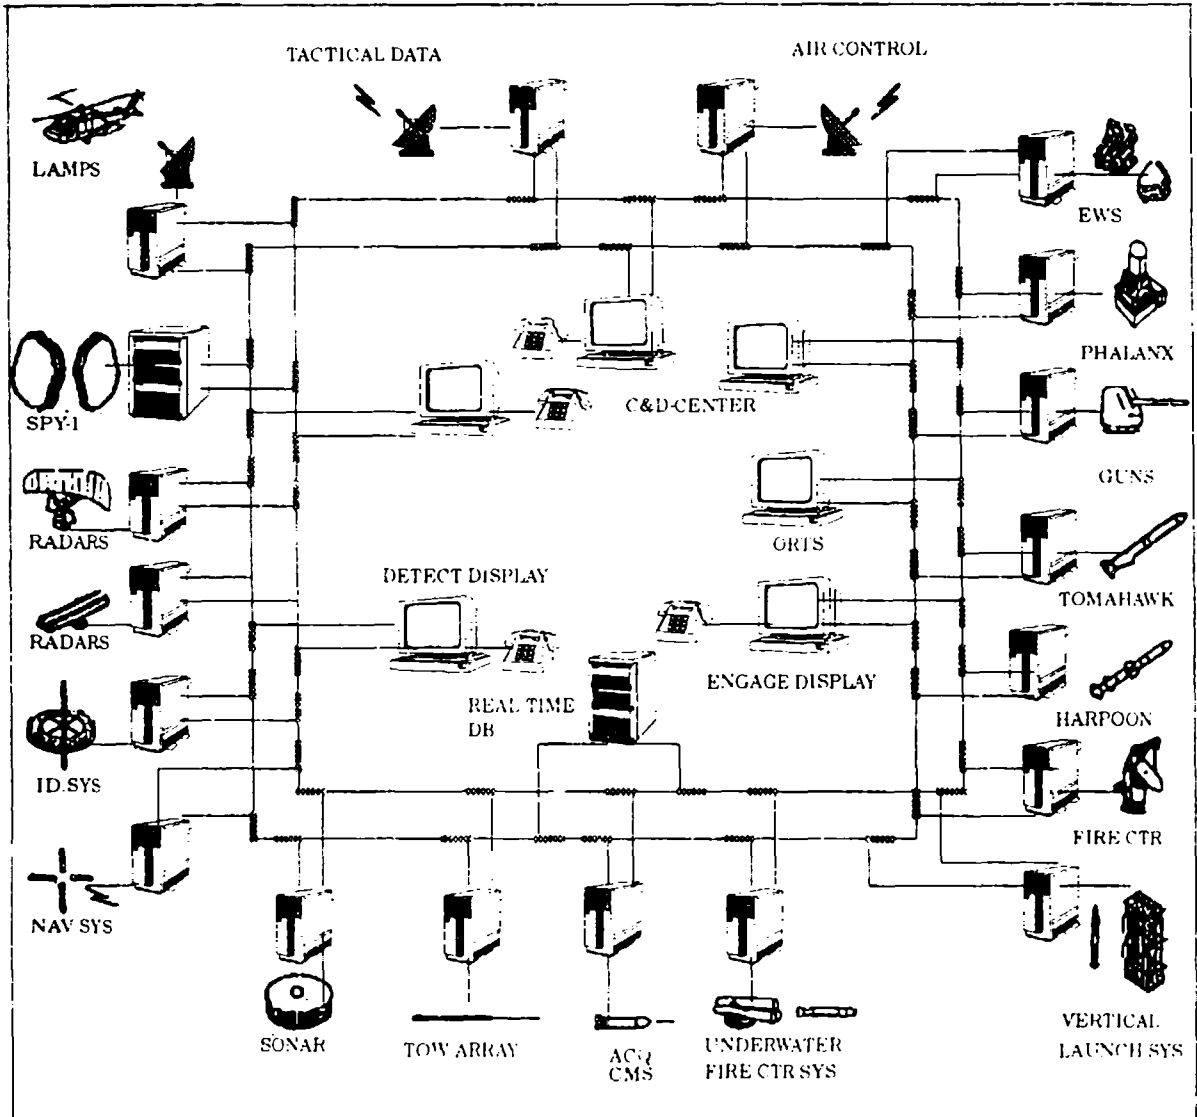 TACTICAL DATA
AIR CONTROL
LAMPS
EWS
SPY-1
PHALANX
C&D-CENTER
GUNS
RADARS
ORTS
DETECT DISPLAY
TOMAHAWK
RADARS
ENGAGE DISPLAY
REAL TIME
DB
HARPOON
ID.SYS
FIRE CTR
NAV SYS
SONAR
TOW ARRAY
CMS
UNDERWATER
FIRE CTR SYS
VERTICAL
LAUNCH SYS